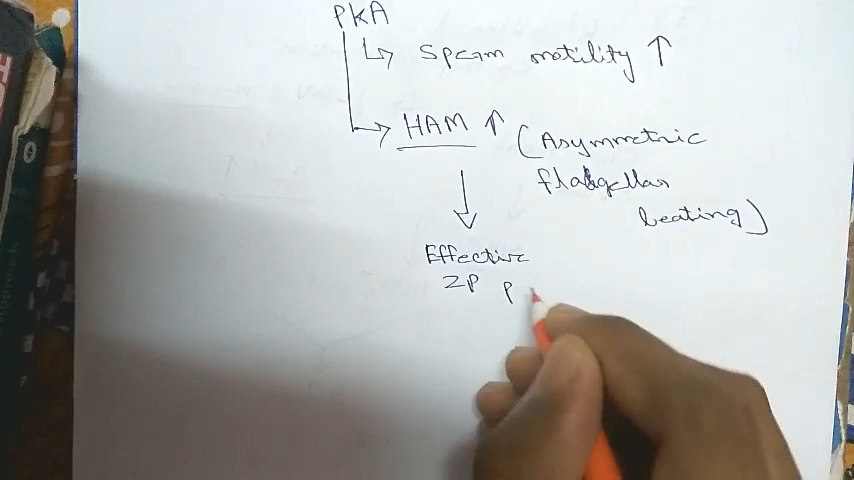 PKA
↳ Sperm motility ↑
→ HAM ↑ (Asymmetric
flagellar
beating)
↓
Effective
ZP P